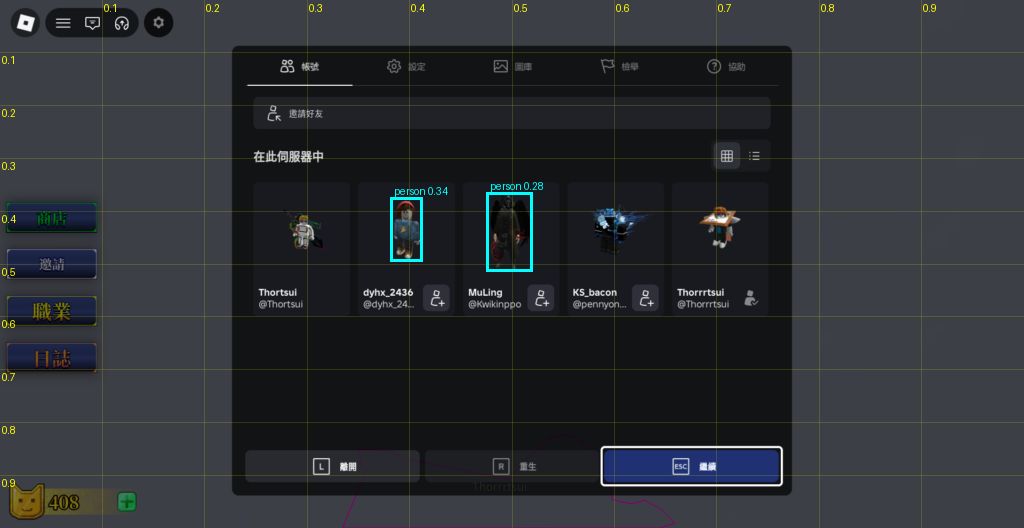 0.1 0.2 0.3 0.4 0.5 0.6 0.7 0.8 0.9
0.1
0.2
0.3
0.4
0.5
0.6
0.7
0.8
0.9
帳號 設定 圖庫 檢舉 協助
邀請好友
在此伺服器中
person 0.34
person 0.28
商店
邀請
職業
日誌
Thortsui
@Thortsui
dyhx_2436
@dyhx_24...
MuLing
@Kwikinppo
KS_bacon
@pennyon...
Thorrrtsui
@Thorrrtsui
L 離開
R 重生
ESC 繼續
Thorrrtsui
408